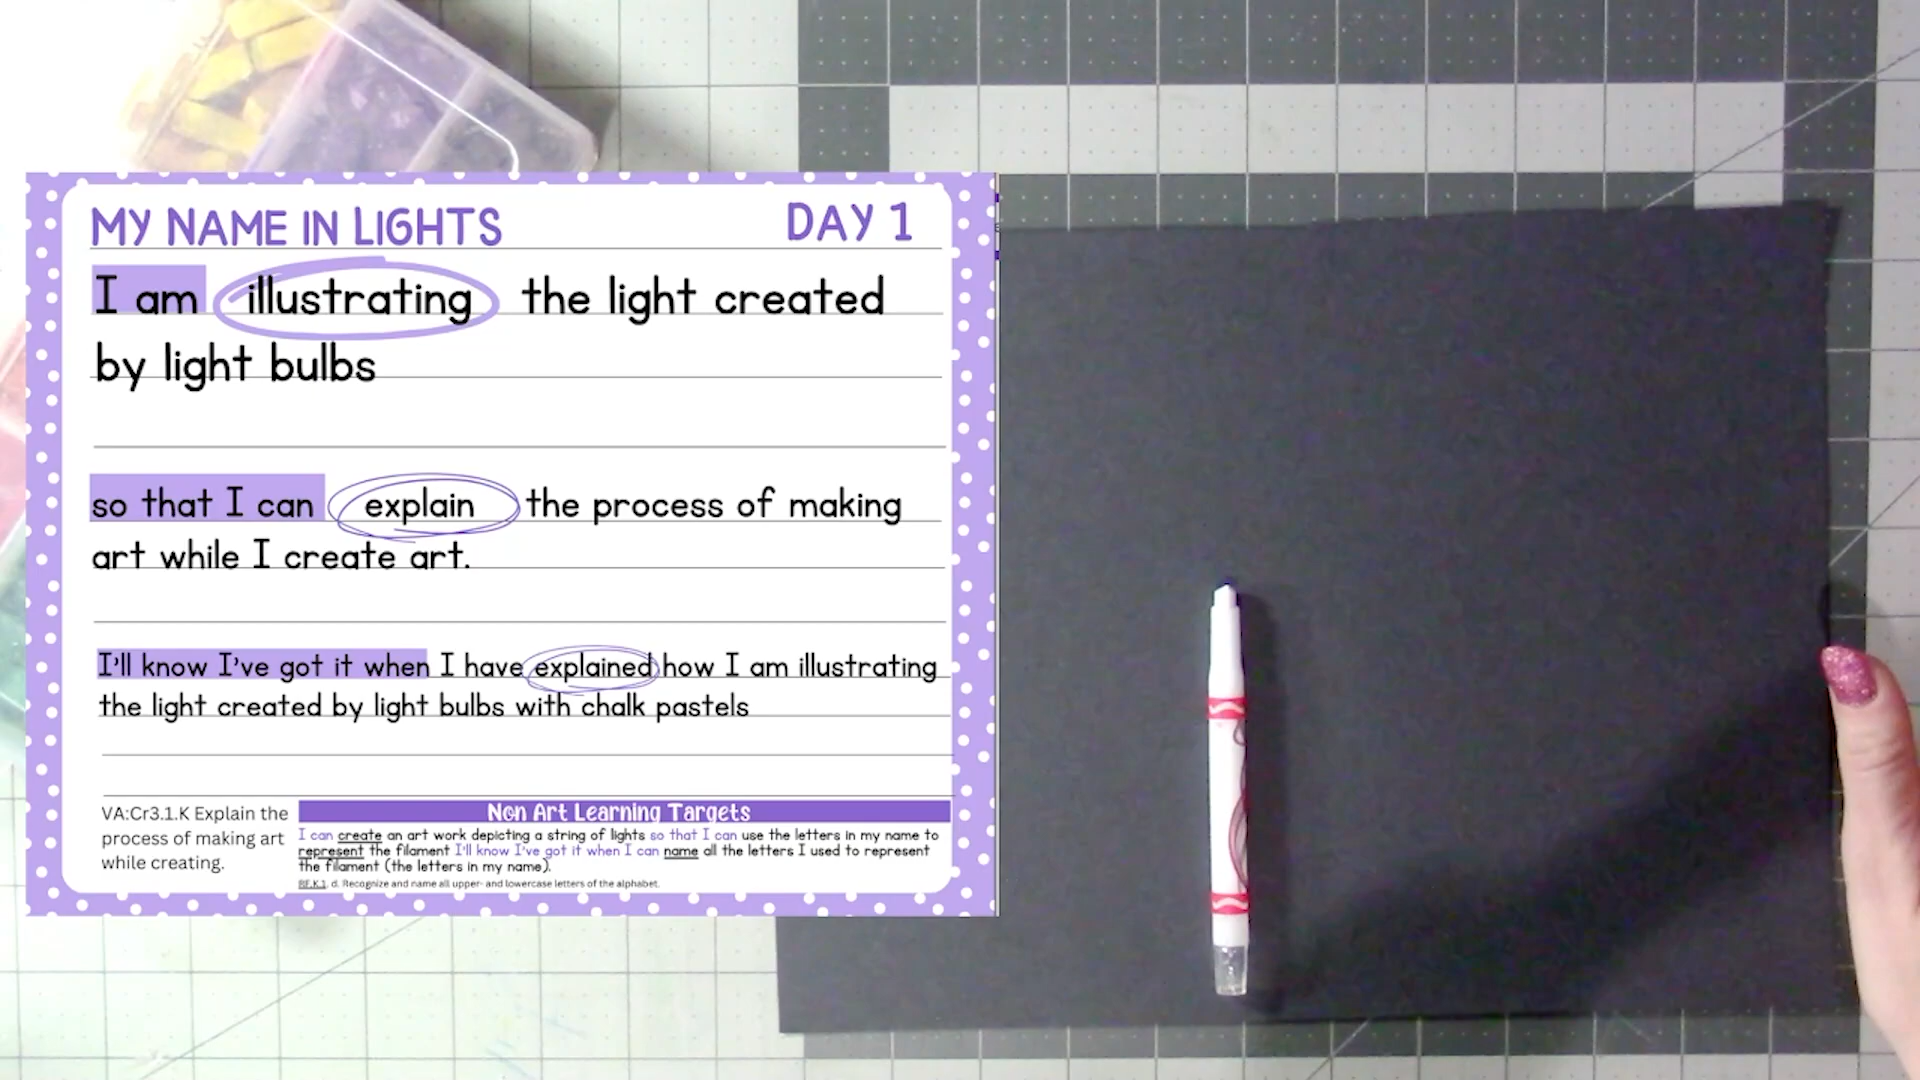 MY NAME IN LIGHTS DAY 1
I am illustrating the light created
by light bulbs
so that I can explain the process of making
art while I create art.
I'll know I've got it when I have explained how I am illustrating
the light created by light bulbs with chalk pastels
VA:Cr3.1.K Explain the
process of making art
while creating.
Non Art Learning Targets
I can create an art work depicting a string of lights so that I can use the letters in my name to
represent the filament I'll know I've got it when I can name all the letters I used to represent
the filament (the letters in my name).
RF.K.1. d. Recognize and name all upper- and lowercase letters of the alphabet.